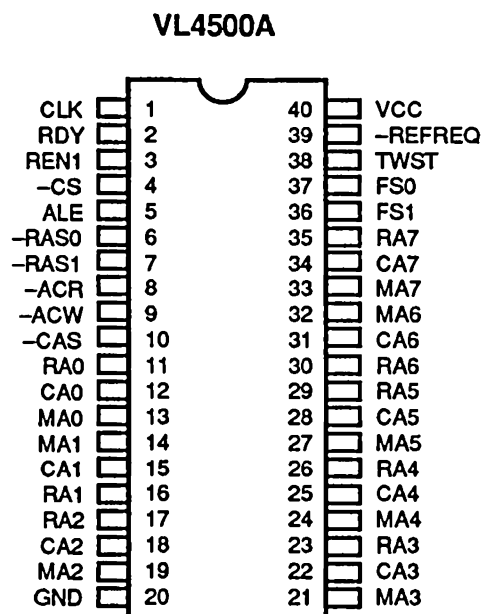 VL4500A
CLK 1 40 VCC
RDY 2 39 –REFREQ
REN1 3 38 TWST
–CS 4 37 FS0
ALE 5 36 FS1
–RAS0 6 35 RA7
–RAS1 7 34 CA7
–ACR 8 33 MA7
–ACW 9 32 MA6
–CAS 10 31 CA6
RA0 11 30 RA6
CA0 12 29 RA5
MA0 13 28 CA5
MA1 14 27 MA5
CA1 15 26 RA4
RA1 16 25 CA4
RA2 17 24 MA4
CA2 18 23 RA3
MA2 19 22 CA3
GND 20 21 MA3